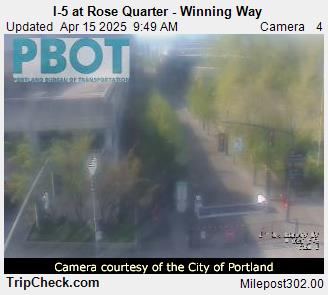 I-5 at Rose Quarter - Winning Way
Updated Apr 15 2025 9:49 AM Camera 4
PBOT
PORTLAND BUREAU OF TRANSPORTATION
Camera courtesy of the City of Portland
TripCheck.com Milepost302.00